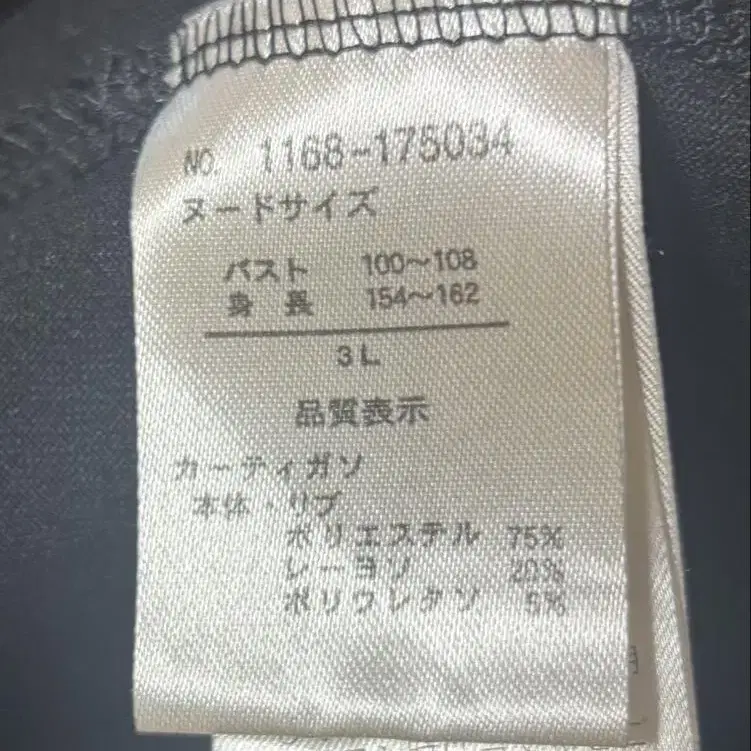 NO. 1168-175034
ヌードサイズ
バスト 100〜108
身長 154〜162
3L
品質表示
カーディガン
本体・リブ
ポリエステル 75%
レーヨン 20%
ポリウレタン 5%